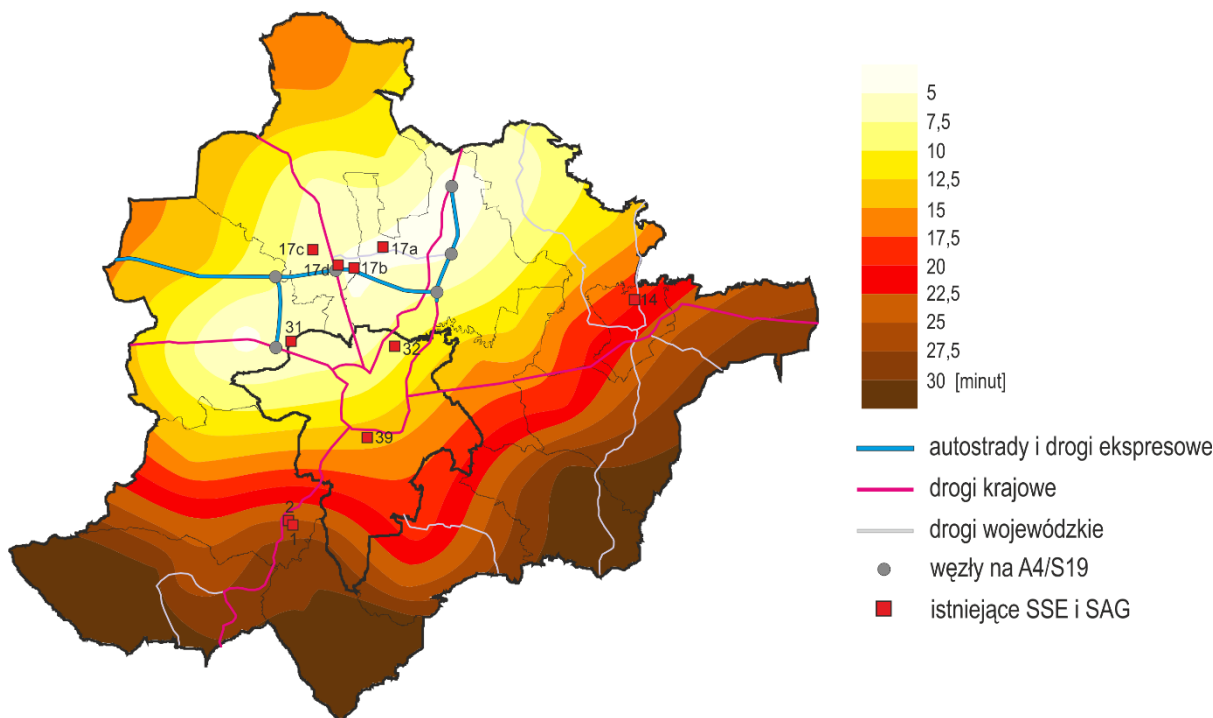 5
7,5
10
12,5
15
17,5
20
22,5
25
27,5
30 [minut]
17c
17a
17d
17b
14
31
32
39
2
1
autostrady i drogi ekspresowe
drogi krajowe
drogi wojewódzkie
węzły na A4/S19
istniejące SSE i SAG